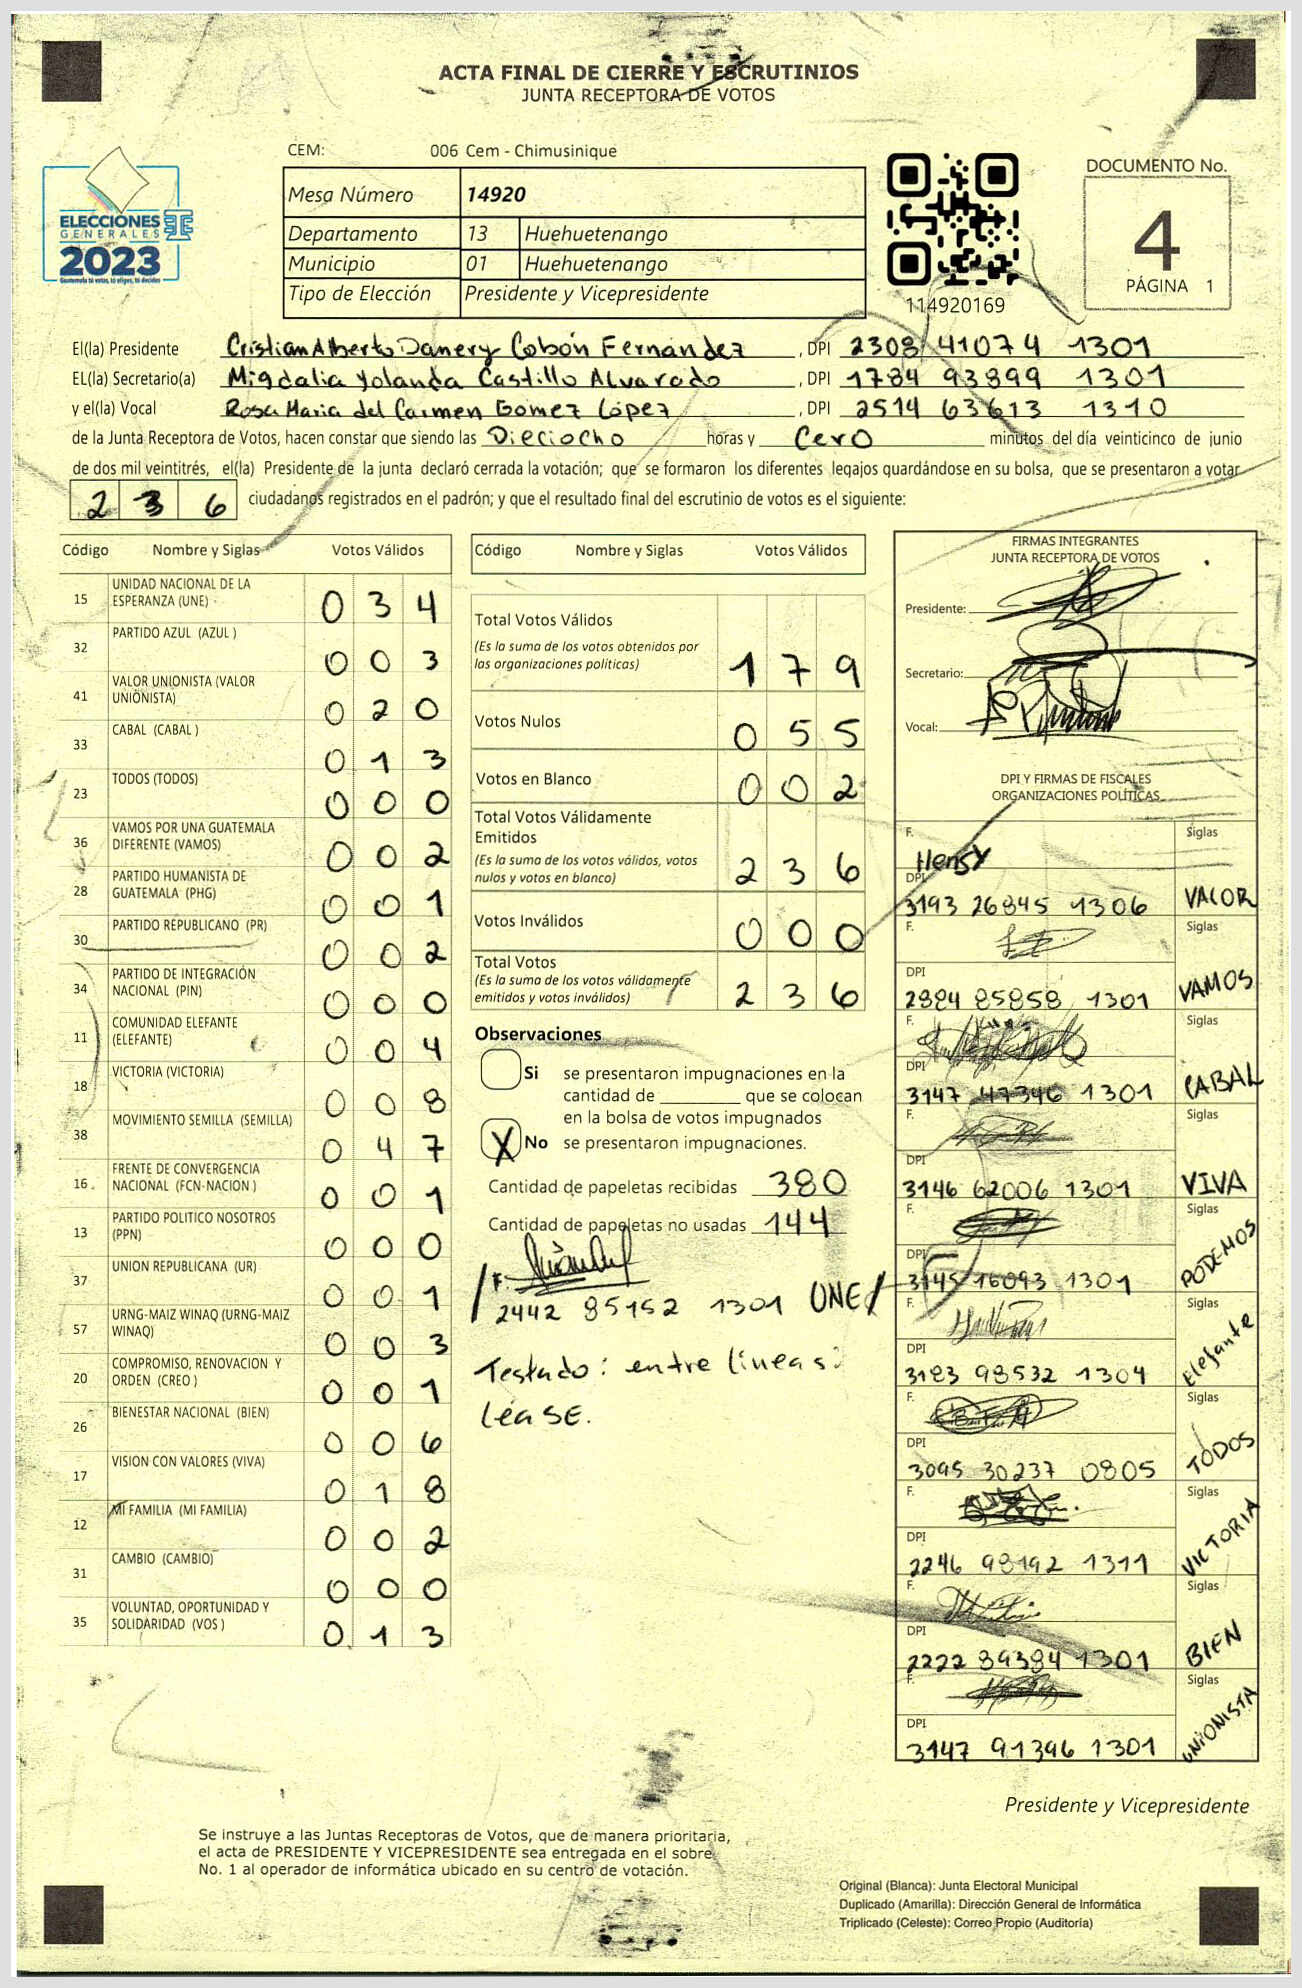 ACTA FINAL DE CIERRE Y ESCRUTINIOS
JUNTA RECEPTORA DE VOTOS
CEM: 006 Cem - Chimusinique
ELECCIONES
GENERALES
2023
Guatemala tú votas, tú eliges, tú decides
Mesa Número 14920
Departamento 13 Huehuetenango
Municipio 01 Huehuetenango
Tipo de Elección Presidente y Vicepresidente
114920169
DOCUMENTO No.
4
PÁGINA 1
El(la) Presidente Cristian Alberto Danery Cobón Fernández , DPI 2308 41074 1301
EL(la) Secretario(a) Migdalia Yolanda Castillo Alvarado , DPI 1784 93899 1301
y el(la) Vocal Rosa Maria del Carmen Gomez López , DPI 2514 63613 1310
de la Junta Receptora de Votos, hacen constar que siendo las Dieciocho horas y Cero minutos del día veinticinco de junio
de dos mil veintitrés, el(la) Presidente de la junta declaró cerrada la votación; que se formaron los diferentes legajos guardándose en su bolsa, que se presentaron a votar
236 ciudadanos registrados en el padrón; y que el resultado final del escrutinio de votos es el siguiente:
Código Nombre y Siglas Votos Válidos
15 UNIDAD NACIONAL DE LA ESPERANZA (UNE) 0 3 4
32 PARTIDO AZUL (AZUL ) 0 0 3
41 VALOR UNIONISTA (VALOR UNIONISTA) 0 2 0
33 CABAL (CABAL ) 0 1 3
23 TODOS (TODOS) 0 0 0
36 VAMOS POR UNA GUATEMALA DIFERENTE (VAMOS) 0 0 2
28 PARTIDO HUMANISTA DE GUATEMALA (PHG) 0 0 1
30 PARTIDO REPUBLICANO (PR) 0 0 2
34 PARTIDO DE INTEGRACIÓN NACIONAL (PIN) 0 0 0
11 COMUNIDAD ELEFANTE (ELEFANTE) 0 0 4
18 VICTORIA (VICTORIA) 0 0 8
38 MOVIMIENTO SEMILLA (SEMILLA) 0 4 7
16 FRENTE DE CONVERGENCIA NACIONAL (FCN-NACION ) 0 0 1
13 PARTIDO POLITICO NOSOTROS (PPN) 0 0 0
37 UNION REPUBLICANA (UR) 0 0 1
57 URNG-MAIZ WINAQ (URNG-MAIZ WINAQ) 0 0 3
20 COMPROMISO, RENOVACION Y ORDEN (CREO ) 0 0 1
26 BIENESTAR NACIONAL (BIEN) 0 0 6
17 VISION CON VALORES (VIVA) 0 1 8
12 MI FAMILIA (MI FAMILIA) 0 0 2
31 CAMBIO (CAMBIO) 0 0 0
35 VOLUNTAD, OPORTUNIDAD Y SOLIDARIDAD (VOS ) 0 1 3
Código Nombre y Siglas Votos Válidos
Total Votos Válidos 1 7 9
(Es la suma de los votos obtenidos por
las organizaciones políticas)
Votos Nulos 0 5 5
Votos en Blanco 0 0 2
Total Votos Válidamente
Emitidos 2 3 6
(Es la suma de los votos válidos, votos
nulos y votos en blanco)
Votos Inválidos 0 0 0
Total Votos 2 3 6
(Es la suma de los votos válidamente
emitidos y votos inválidos)
Observaciones
Si se presentaron impugnaciones en la
cantidad de ________ que se colocan
en la bolsa de votos impugnados
X No se presentaron impugnaciones.
Cantidad de papeletas recibidas 380
Cantidad de papeletas no usadas 144
F.
2442 85152 1301 UNE
Testado: entre líneas:
LéaSE.
FIRMAS INTEGRANTES
JUNTA RECEPTORA DE VOTOS
Presidente:
Secretario:
Vocal:
DPI Y FIRMAS DE FISCALES
ORGANIZACIONES POLÍTICAS
F. Hensy Siglas
DPI 3193 26845 1306 VALOR
F. Siglas
DPI 2884 85858 1301 VAMOS
F. Siglas
DPI 3147 47346 1301 CABAL
F. Siglas
DPI 3146 62006 1301 VIVA
F. Siglas
DPI 3145 16093 1301 PODEMOS
F. Siglas
DPI 3183 98532 1304 Elefante
F. Siglas
DPI 3095 30237 0805 TODOS
F. Siglas
DPI 2246 98192 1311 VICTORIA
F. Siglas
DPI 2222 89384 1301 BIEN
F. Siglas
DPI 3147 91396 1301 UNIONISTA
Presidente y Vicepresidente
Se instruye a las Juntas Receptoras de Votos, que de manera prioritaria,
el acta de PRESIDENTE Y VICEPRESIDENTE sea entregada en el sobre
No. 1 al operador de informática ubicado en su centro de votación.
Original (Blanca): Junta Electoral Municipal
Duplicado (Amarilla): Dirección General de Informática
Triplicado (Celeste): Correo Propio (Auditoría)